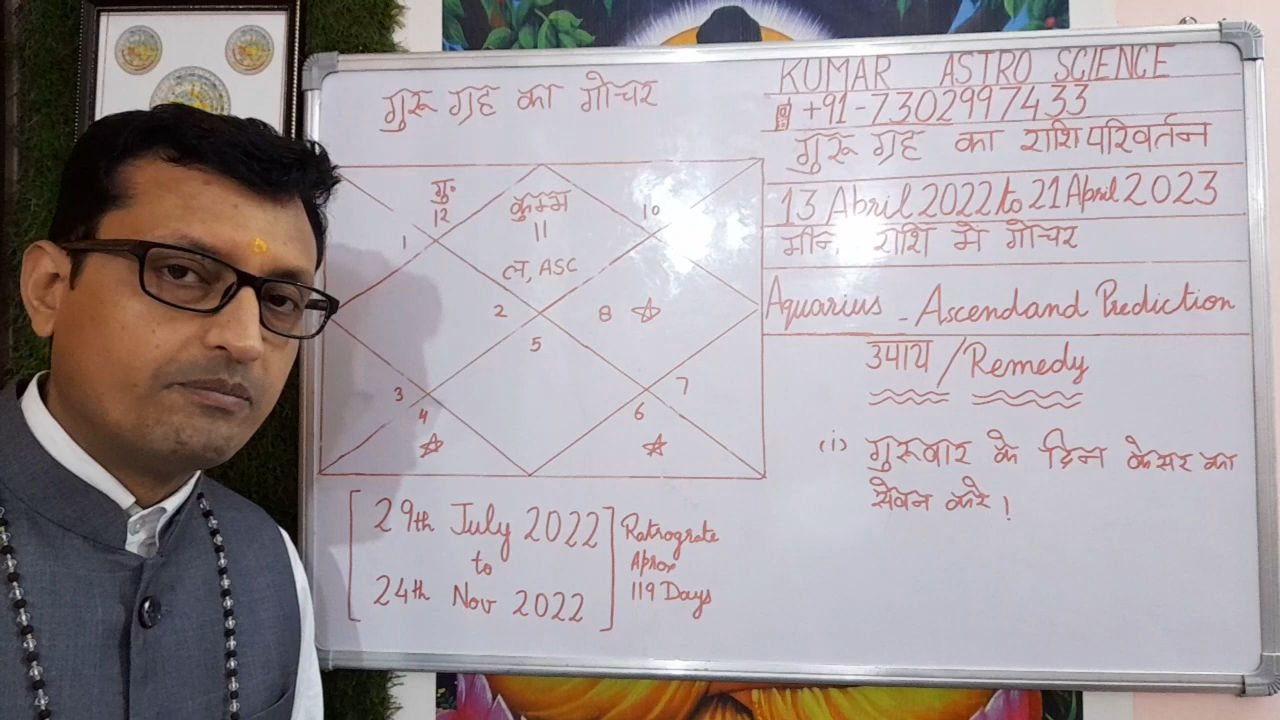 गुरू ग्रह का गोचर
गु॰
12
कुम्भ
11
ल, ASC
10
1
2
8
5
3
4
7
6
[29th July 2022
to
24th Nov 2022]
Ratrograte
Aprox
119 Days
KUMAR ASTRO SCIENCE
+91-7302997433
गुरू ग्रह का राशि परिवर्तन
13 Abril 2022 to 21 April 2023
मीन राशि मे गोचर
Aquarius - Ascendand Prediction
उपाय / Remedy
(i) गुरूवार के दिन केसर का
सेवन करे!